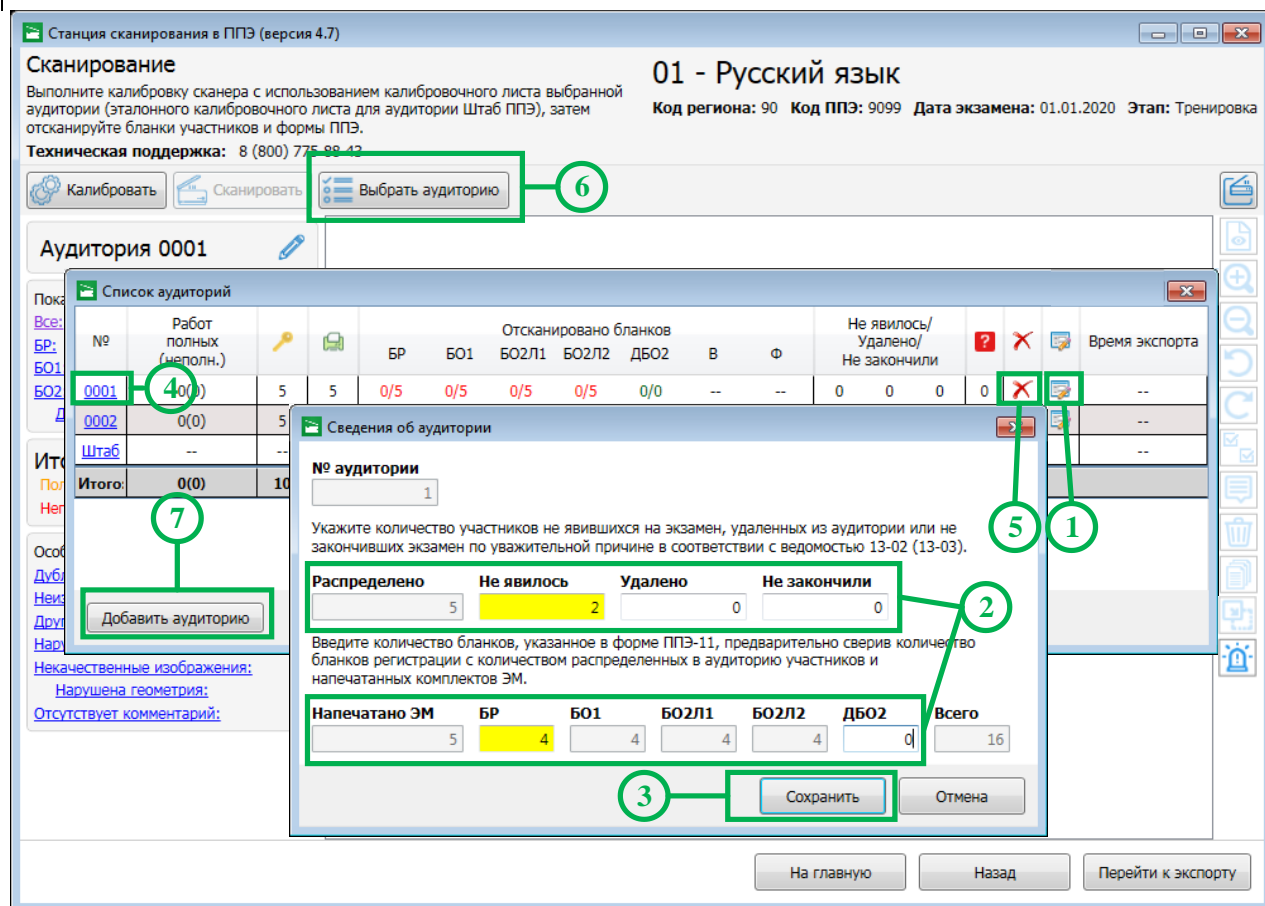 Станция сканирования в ППЭ (версия 4.7)
Сканирование
Выполните калибровку сканера с использованием калибровочного листа выбранной
аудитории (эталонного калибровочного листа для аудитории Штаб ППЭ), затем
отсканируйте бланки участников и формы ППЭ.
Техническая поддержка: 8 (800) 775-88-43
01 - Русский язык
Код региона: 90 Код ППЭ: 9099 Дата экзамена: 01.01.2020 Этап: Тренировка
Калибровать
Сканировать
Выбрать аудиторию
6
Аудитория 0001
Все:
БР:
БО1
БО2
Список аудиторий
№
Работ
полных
(неполн.)
Отсканировано бланков
БР БО1 БО2Л1 БО2Л2 ДБО2 В Ф
Не явилось/
Удалено/
Не закончили
?
Время экспорта
0001 0(0) 5 5 0/5 0/5 0/5 0/5 0/0 -- -- 0 0 0 0 --
4
0002 0(0) 5 --
Штаб -- -- --
Итого: 0(0) 10
7
Добавить аудиторию
5
1
Сведения об аудитории
№ аудитории
1
Укажите количество участников не явившихся на экзамен, удаленных из аудитории или не
закончивших экзамен по уважительной причине в соответствии с ведомостью 13-02 (13-03).
Распределено Не явилось Удалено Не закончили
5 2 0 0
2
Введите количество бланков, указанное в форме ППЭ-11, предварительно сверив количество
бланков регистрации с количеством распределенных в аудиторию участников и
напечатанных комплектов ЭМ.
Напечатано ЭМ БР БО1 БО2Л1 БО2Л2 ДБО2 Всего
5 4 4 4 4 0 16
3
Сохранить
Отмена
Некачественные изображения:
Нарушена геометрия:
Отсутствует комментарий:
На главную
Назад
Перейти к экспорту